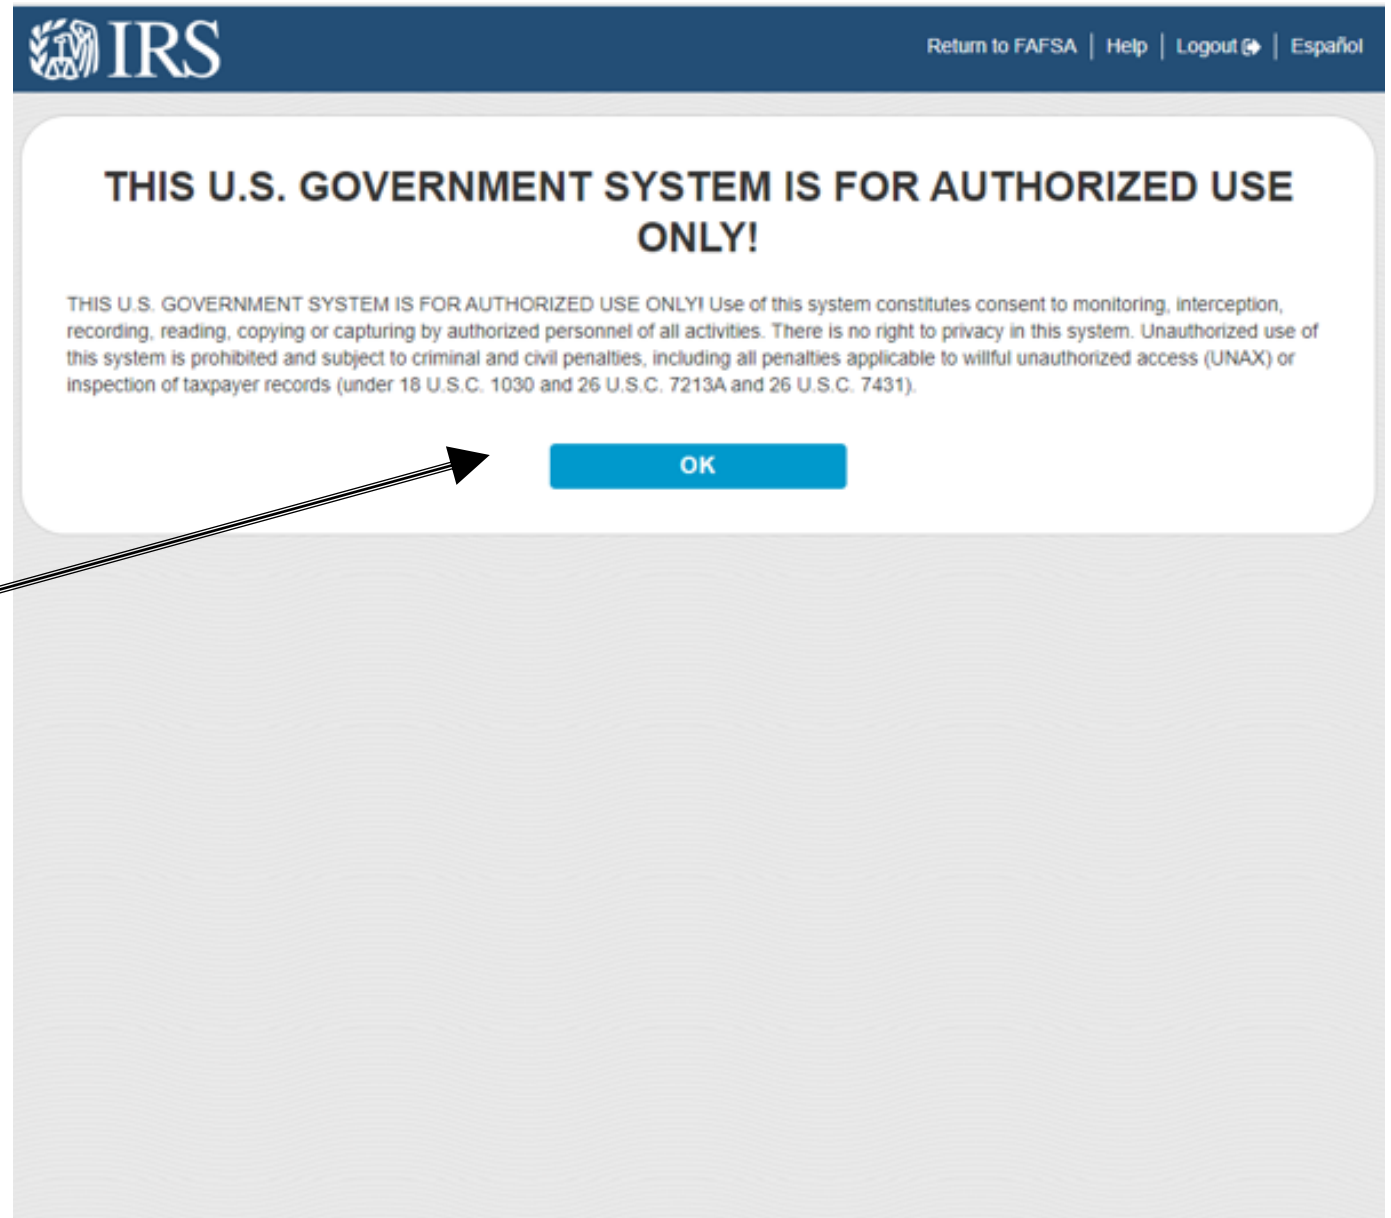 IRS
Return to FAFSA | Help | Logout | Español
THIS U.S. GOVERNMENT SYSTEM IS FOR AUTHORIZED USE
ONLY!
THIS U.S. GOVERNMENT SYSTEM IS FOR AUTHORIZED USE ONLY! Use of this system constitutes consent to monitoring, interception,
recording, reading, copying or capturing by authorized personnel of all activities. There is no right to privacy in this system. Unauthorized use of
this system is prohibited and subject to criminal and civil penalties, including all penalties applicable to willful unauthorized access (UNAX) or
inspection of taxpayer records (under 18 U.S.C. 1030 and 26 U.S.C. 7213A and 26 U.S.C. 7431).
OK